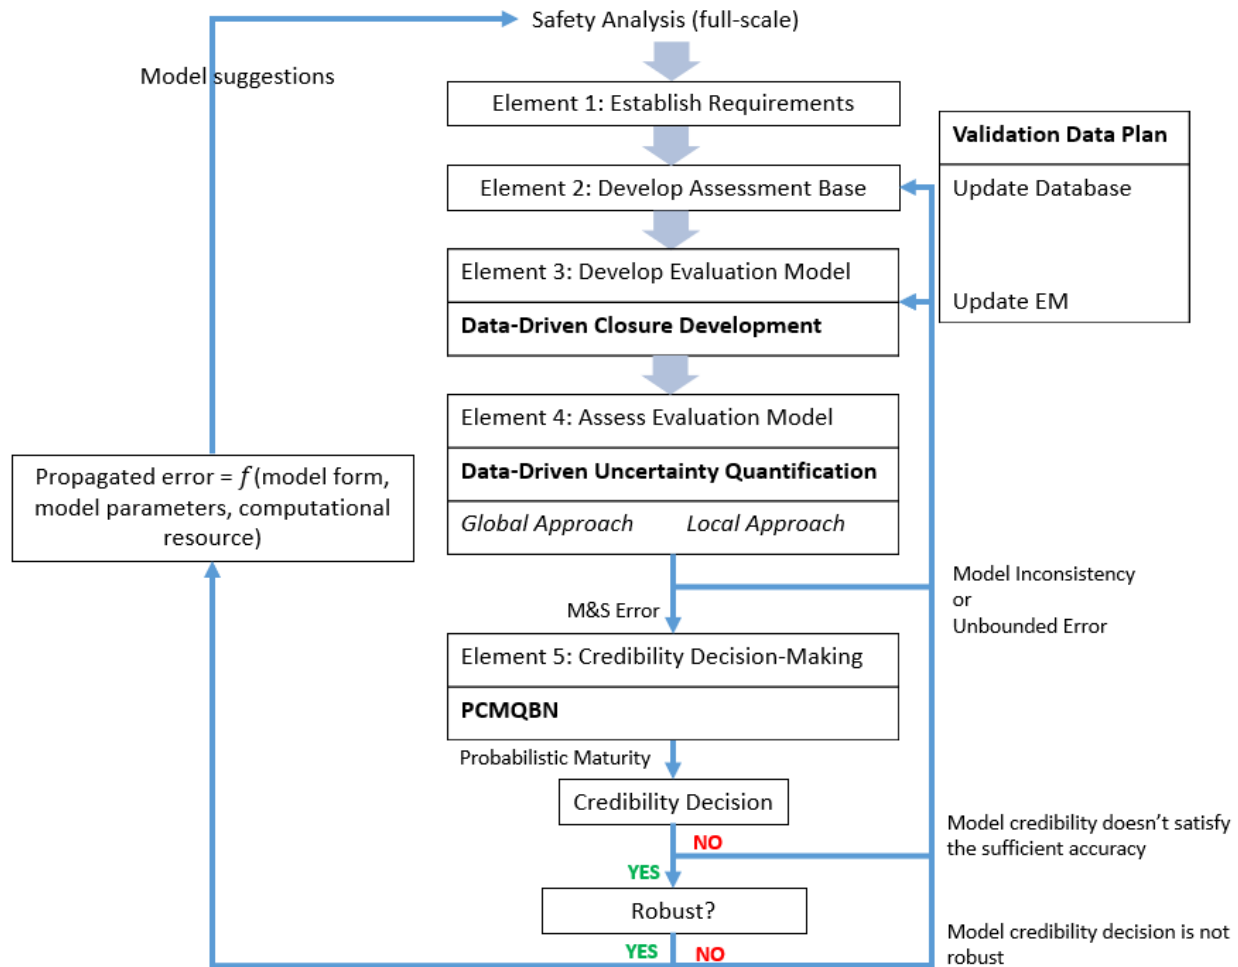 Safety Analysis (full-scale)
Model suggestions
Element 1: Establish Requirements
Validation Data Plan
Element 2: Develop Assessment Base
Update Database
Element 3: Develop Evaluation Model
Update EM
Data-Driven Closure Development
Element 4: Assess Evaluation Model
Data-Driven Uncertainty Quantification
Global Approach Local Approach
Propagated error = f (model form,
model parameters, computational
resource)
Model Inconsistency
or
Unbounded Error
M&S Error
Element 5: Credibility Decision-Making
PCMQBN
Probabilistic Maturity
Credibility Decision
NO
Model credibility doesn’t satisfy
the sufficient accuracy
YES
Robust?
YES
NO
Model credibility decision is not
robust